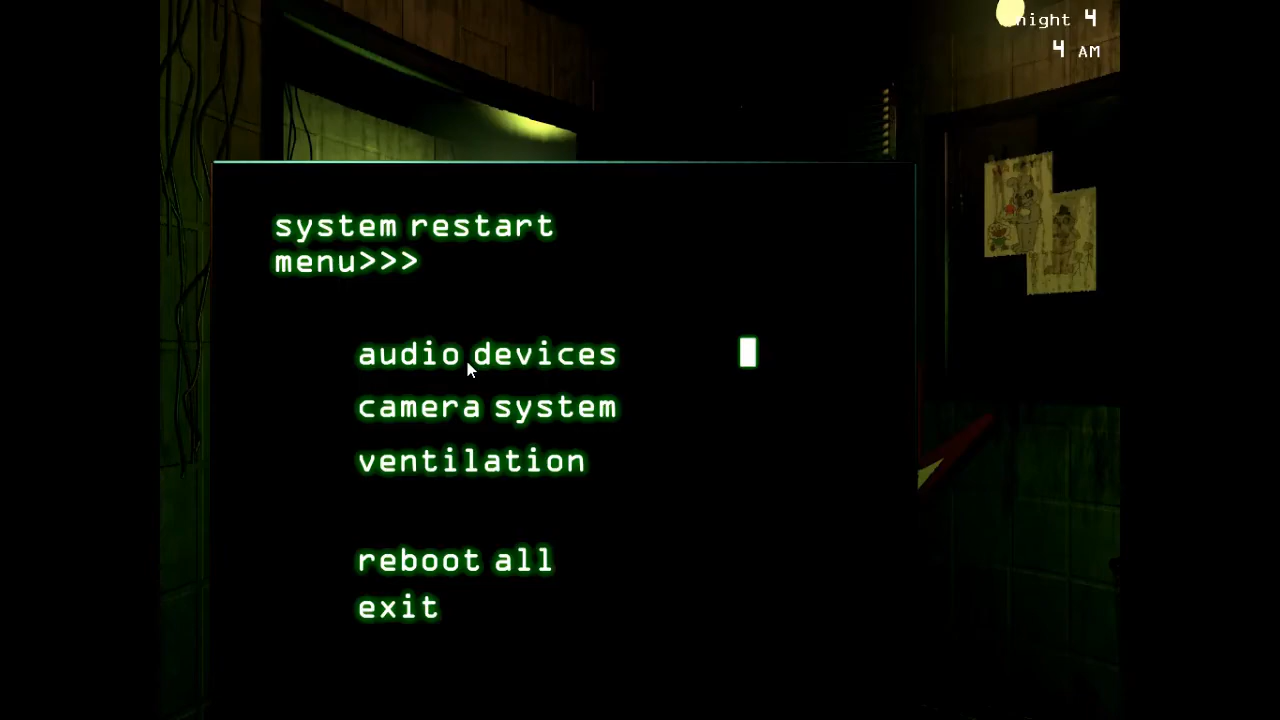 night 4
4 AM
system restart
menu>>>
audio devices
camera system
ventilation
reboot all
exit